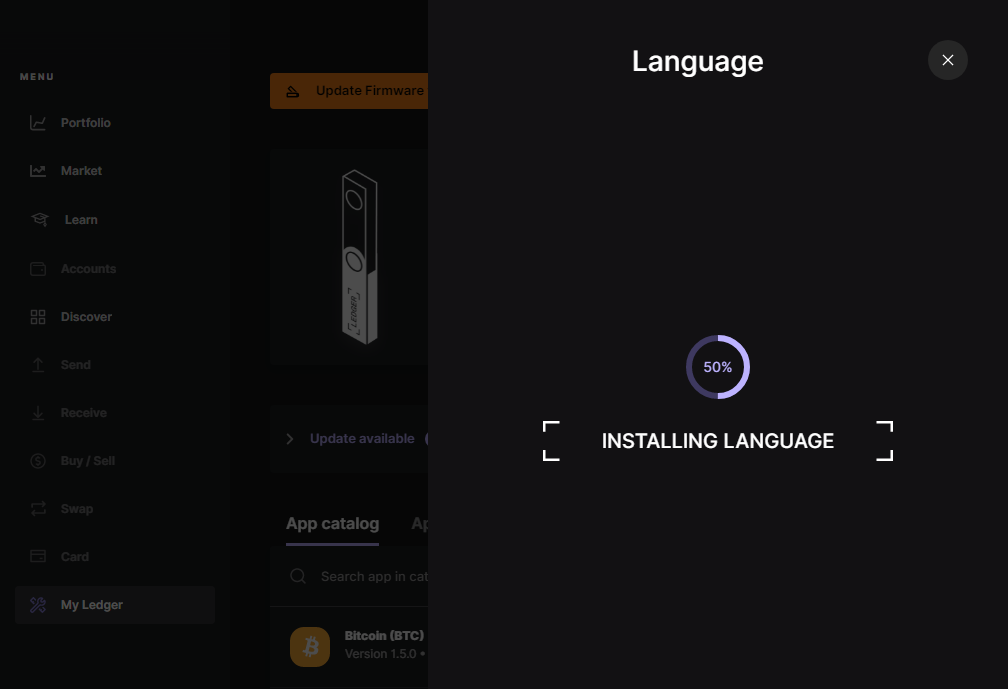 MENU
Portfolio
Market
Learn
Accounts
Discover
Send
Receive
Buy / Sell
Swap
Card
My Ledger
Update Firmware
LEDGER
Update available
App catalog
Ap
Search app in cat
Bitcoin (BTC)
Version 1.5.0 •
Language
50%
INSTALLING LANGUAGE